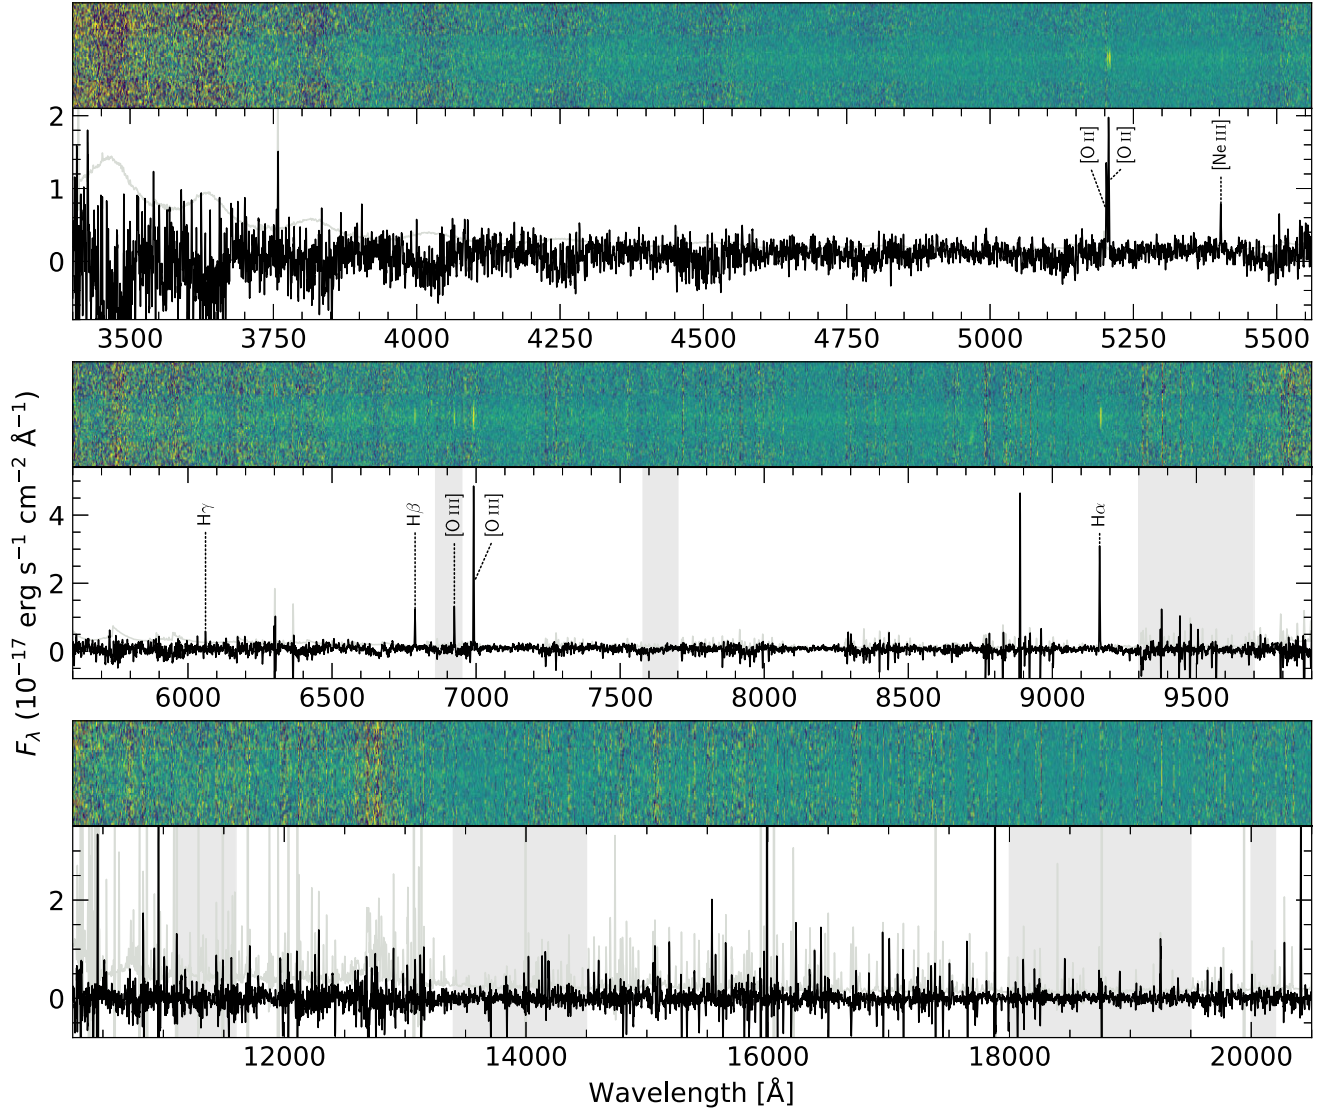 2
1
0
[O II]
[O II]
[Ne III]
3500 3750 4000 4250 4500 4750 5000 5250 5500
4
2
0
Hγ
Hβ
[O III]
[O III]
Hα
6000 6500 7000 7500 8000 8500 9000 9500
2
0
12000 14000 16000 18000 20000
F_λ (10⁻¹⁷ erg s⁻¹ cm⁻² Å⁻¹)
Wavelength [Å]